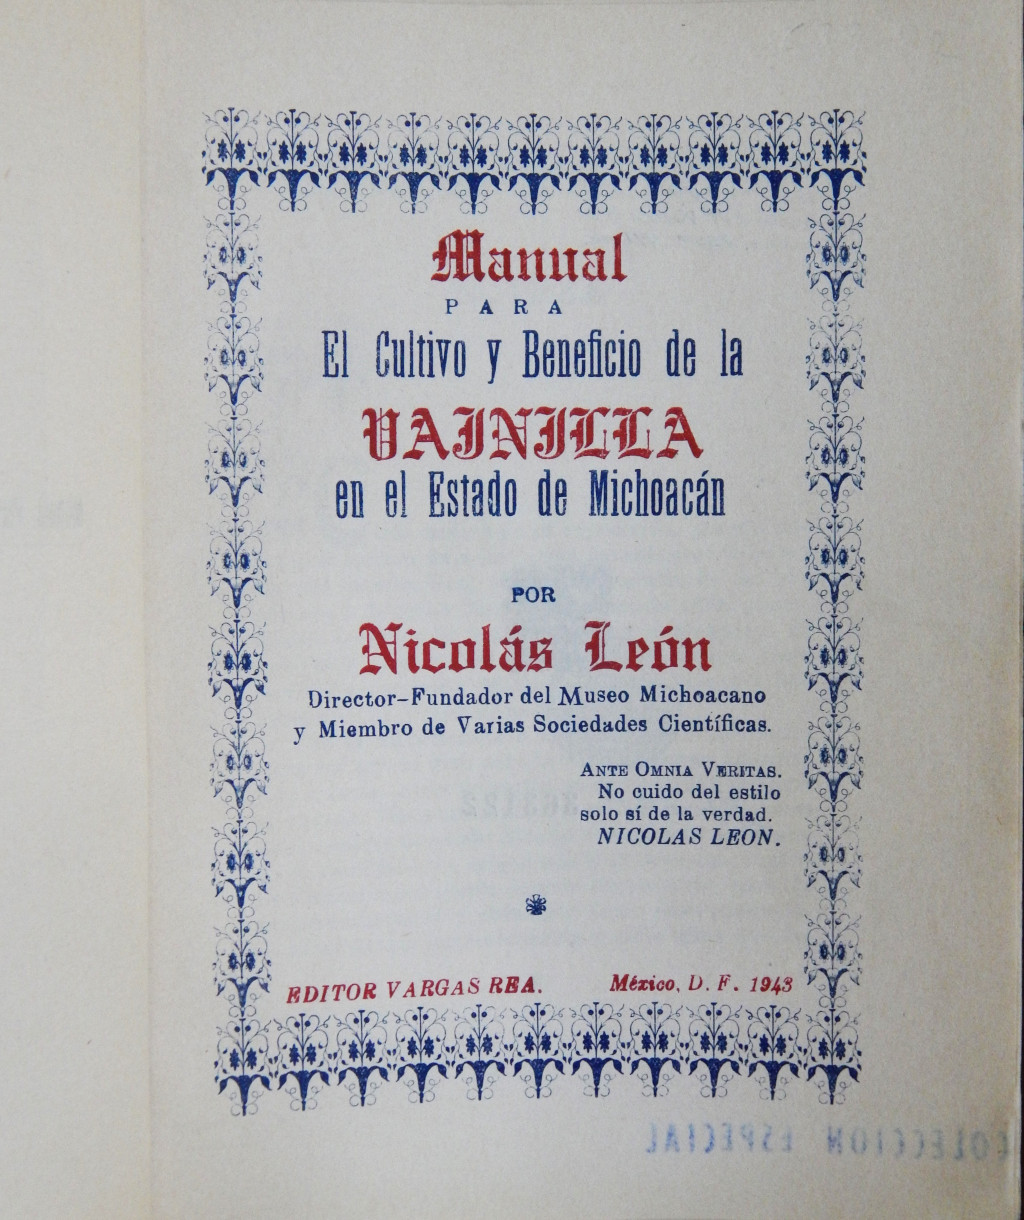 Manual
PARA
El Cultivo y Beneficio de la
VAINILLA
en el Estado de Michoacán
POR
Nicolás León
Director-Fundador del Museo Michoacano
y Miembro de Varias Sociedades Científicas.
ANTE OMNIA VERITAS.
No cuido del estilo
solo sí de la verdad.
NICOLAS LEON.
EDITOR VARGAS REA. México, D. F. 1943
COLECCION ESPECIAL